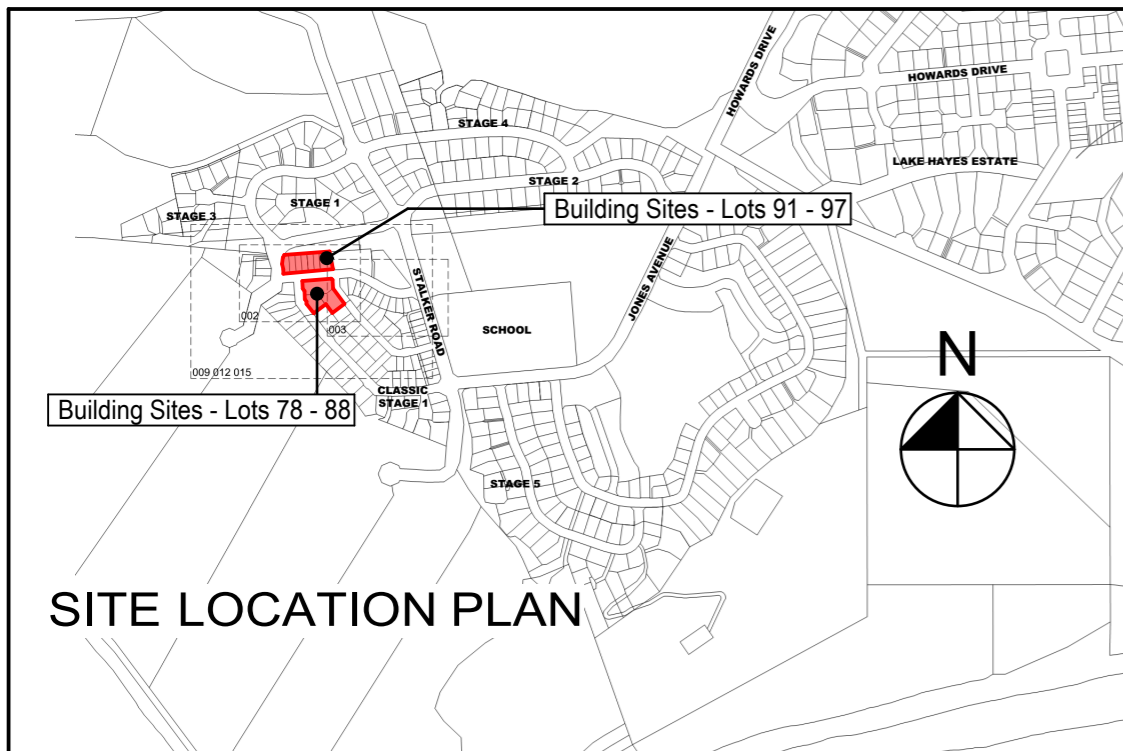 HOWARDS DRIVE
HOWARDS DRIVE
STAGE 4
LAKE HAYES ESTATE
STAGE 2
STAGE 1
STAGE 3
Building Sites - Lots 91 - 97
JONES AVENUE
STALKER ROAD
002
003
SCHOOL
009 012 015
CLASSIC
STAGE 1
Building Sites - Lots 78 - 88
N
STAGE 5
SITE LOCATION PLAN